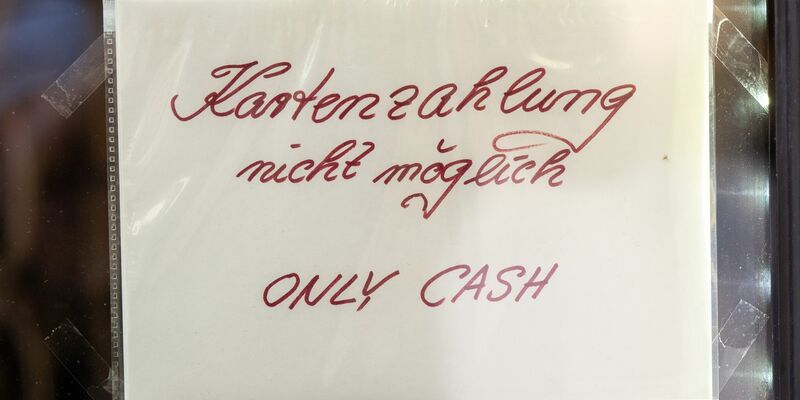 Kartenzahlung
nicht möglich
ONLY CASH